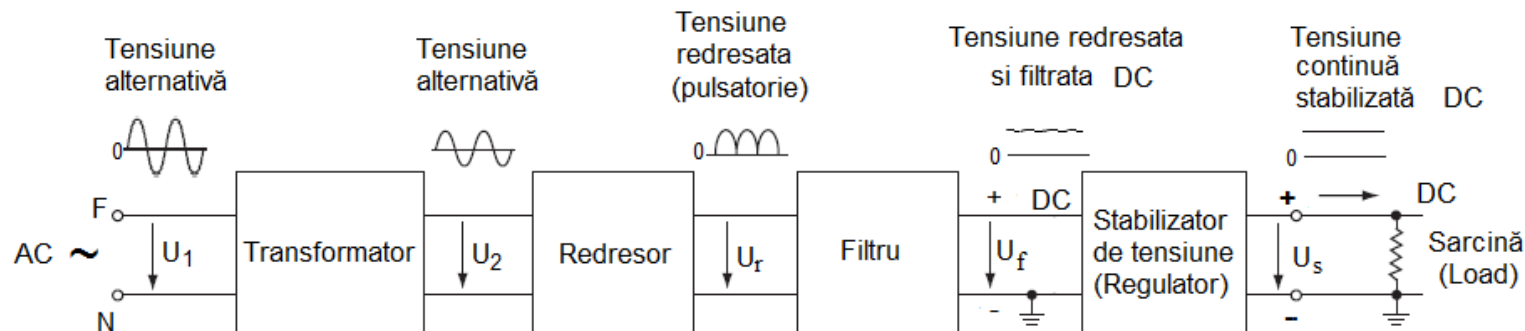 Tensiune
alternativă
Tensiune
alternativă
Tensiune
redresata
(pulsatorie)
Tensiune redresata
si filtrata DC
Tensiune
continuă
stabilizată DC
0
0
0
0
F
AC ~
N
U1
Transformator
U2
Redresor
Ur
Filtru
+ DC
Uf
-
Stabilizator
de tensiune
(Regulator)
+
DC
Us
-
Sarcină
(Load)